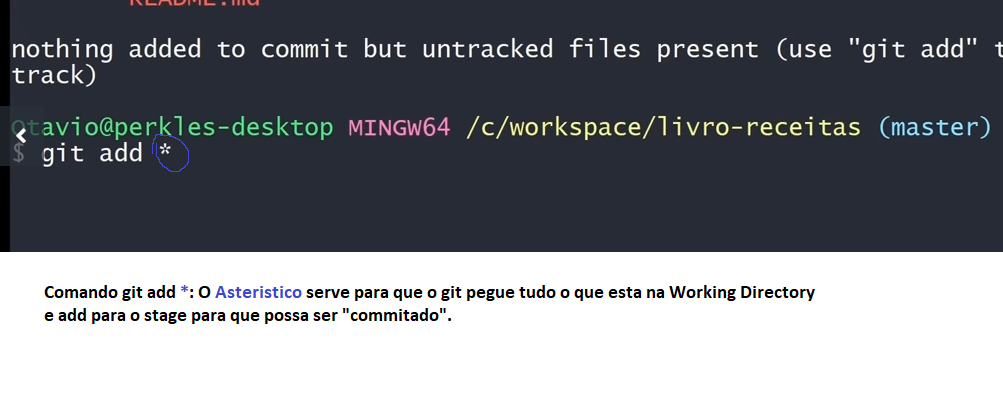 README.md
nothing added to commit but untracked files present (use "git add" t
track)
Otavio@perkles-desktop MINGW64 /c/workspace/livro-receitas (master)
$ git add *
Comando git add *: O Asteristico serve para que o git pegue tudo o que esta na Working Directory
e add para o stage para que possa ser "commitado".